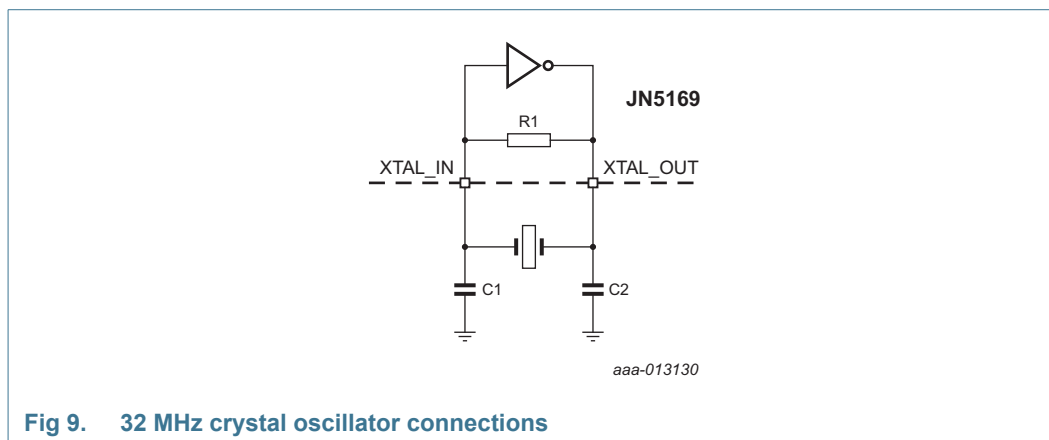 JN5169
R1
XTAL_IN
XTAL_OUT
C1
C2
aaa-013130
Fig 9. 32 MHz crystal oscillator connections